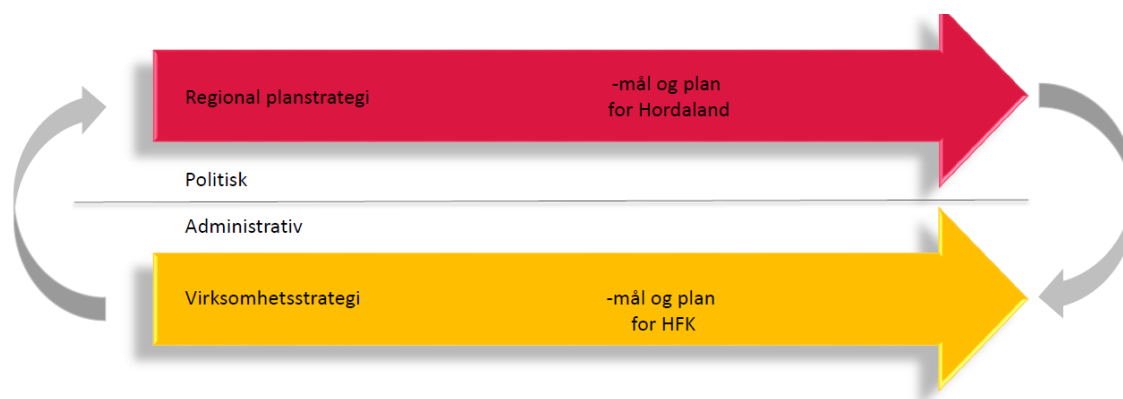 Regional planstrategi
-mål og plan
for Hordaland
Politisk
Administrativ
Virksomhetsstrategi
-mål og plan
for HFK